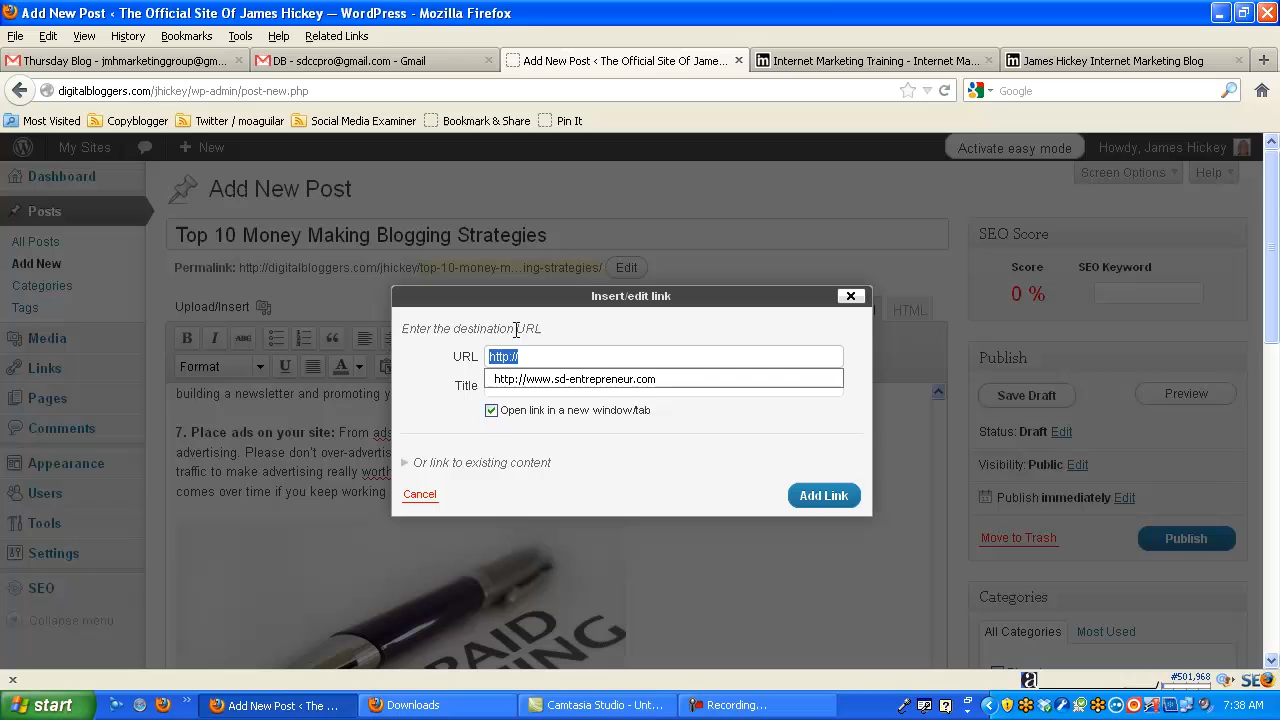 Add New Post ‹ The Official Site Of James Hickey — WordPress - Mozilla Firefox
File Edit View History Bookmarks Tools Help Related Links
Thursday Blog - jmhmarketinggroup@gm...
DB - sdburo@gmail.com - Gmail
Add New Post ‹ The Official Site Of Jame...
Internet Marketing Training - Internet Ma...
James Hickey Internet Marketing Blog
digitalbloggers.com/jhickey/wp-admin/post-new.php
Google
Most Visited Copyblogger Twitter / moaguilar Social Media Examiner Bookmark & Share Pin It
My Sites + New Activate easy mode Howdy, James Hickey
Dashboard
Add New Post
Screen Options Help
Posts
Top 10 Money Making Blogging Strategies
SEO Score
All Posts
Permalink: http://digitalbloggers.com/jhickey/top-10-money-m…ing-strategies/ Edit
Score SEO Keyword
Add New
0 %
Categories
Insert/edit link
Tags
Upload/Insert
HTML
Enter the destination URL
Media
B I ABC
URL http://
Publish
Links
Format
http://www.sd-entrepreneur.com
Title
Save Draft Preview
Pages
building a newsletter and promoting y
Open link in a new window/tab
Comments
Status: Draft Edit
7. Place ads on your site: From ads
Appearance
advertising. Please don't over-adverti
Or link to existing content
Visibility: Public Edit
traffic to make advertising really worth
Users
comes over time if you keep working
Cancel Add Link
Publish immediately Edit
Tools
Move to Trash Publish
Settings
SEO
Categories
Collapse menu
PAID
All Categories Most Used
#501,968
SEO
start
Add New Post ‹ The ...
Downloads
Camtasia Studio - Unt...
Recording...
7:38 AM